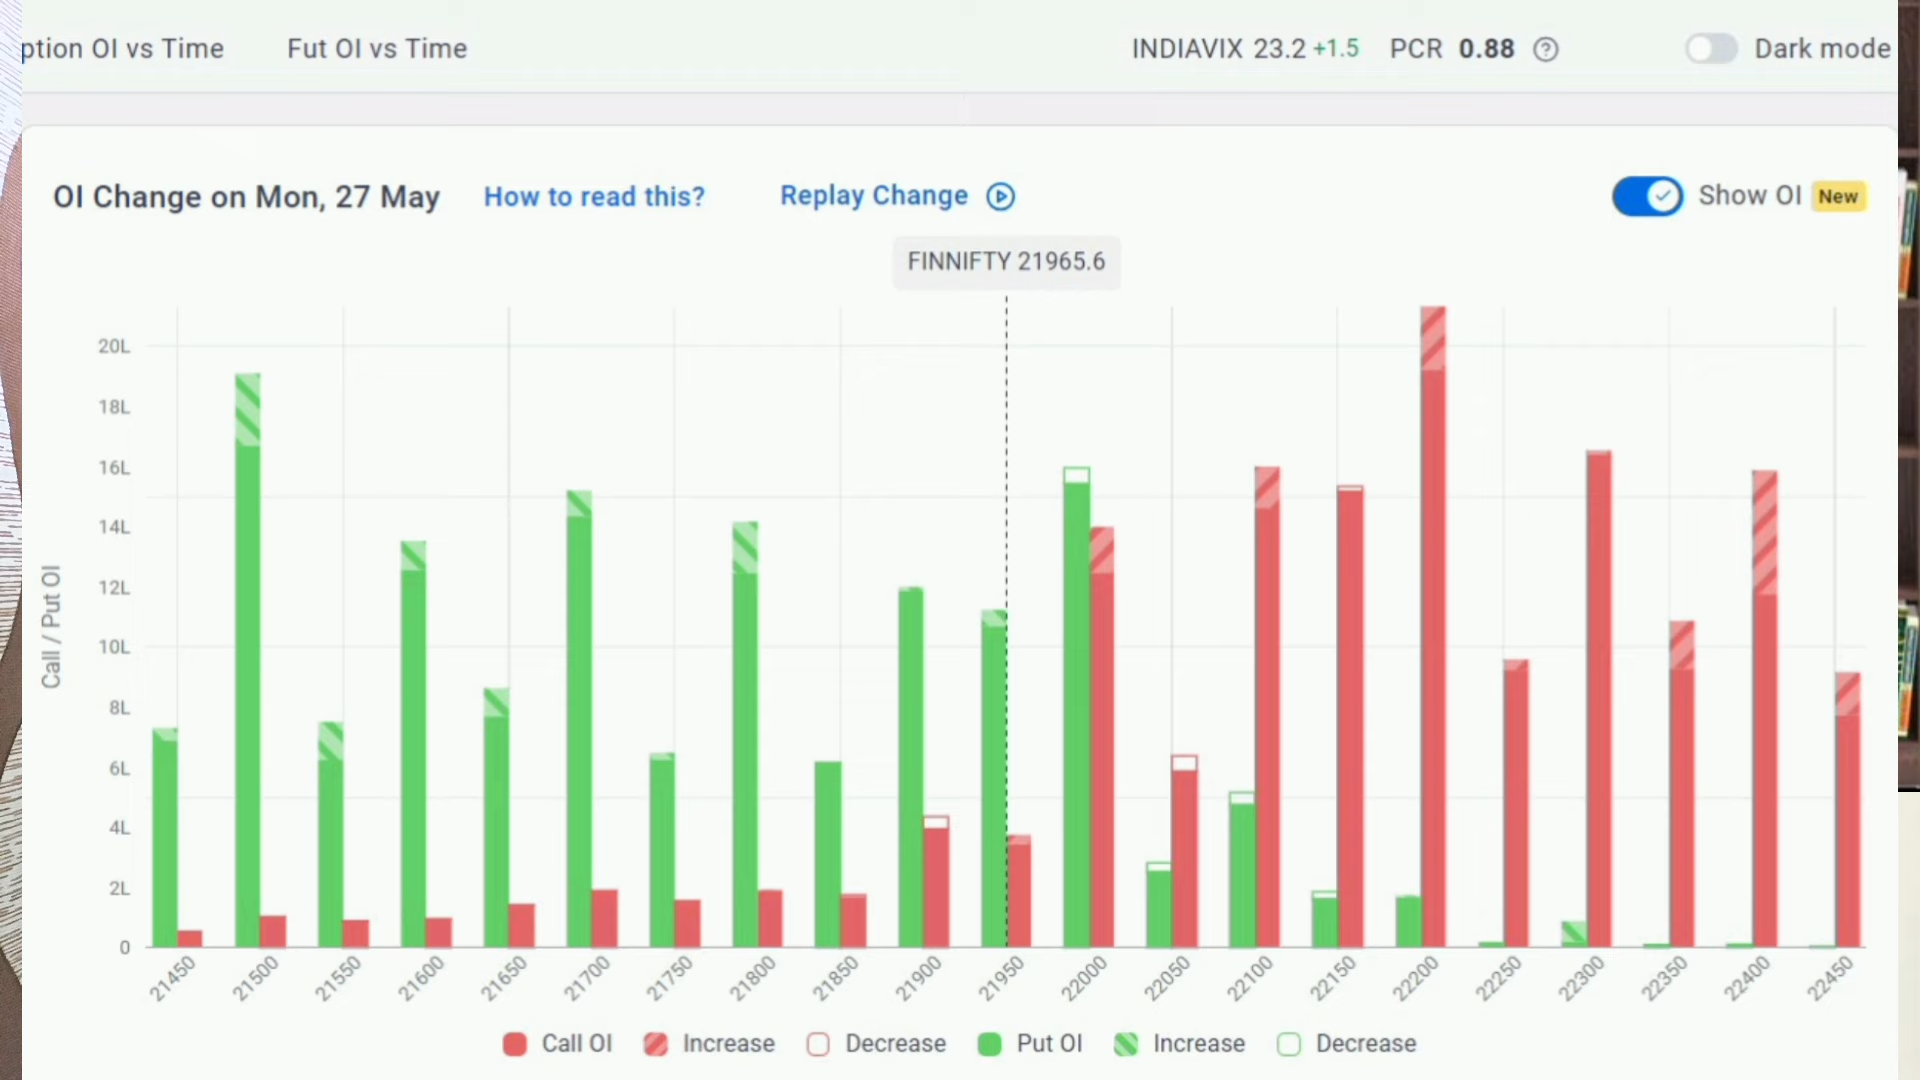 ption OI vs Time Fut OI vs Time INDIAVIX 23.2 +1.5 PCR 0.88 ? Dark mode
OI Change on Mon, 27 May How to read this? Replay Change Show OI New
FINNIFTY 21965.6
Call / Put OI
20L
18L
16L
14L
12L
10L
8L
6L
4L
2L
0
21450 21500 21550 21600 21650 21700 21750 21800 21850 21900 21950 22000 22050 22100 22150 22200 22250 22300 22350 22400 22450
Call OI Increase Decrease Put OI Increase Decrease